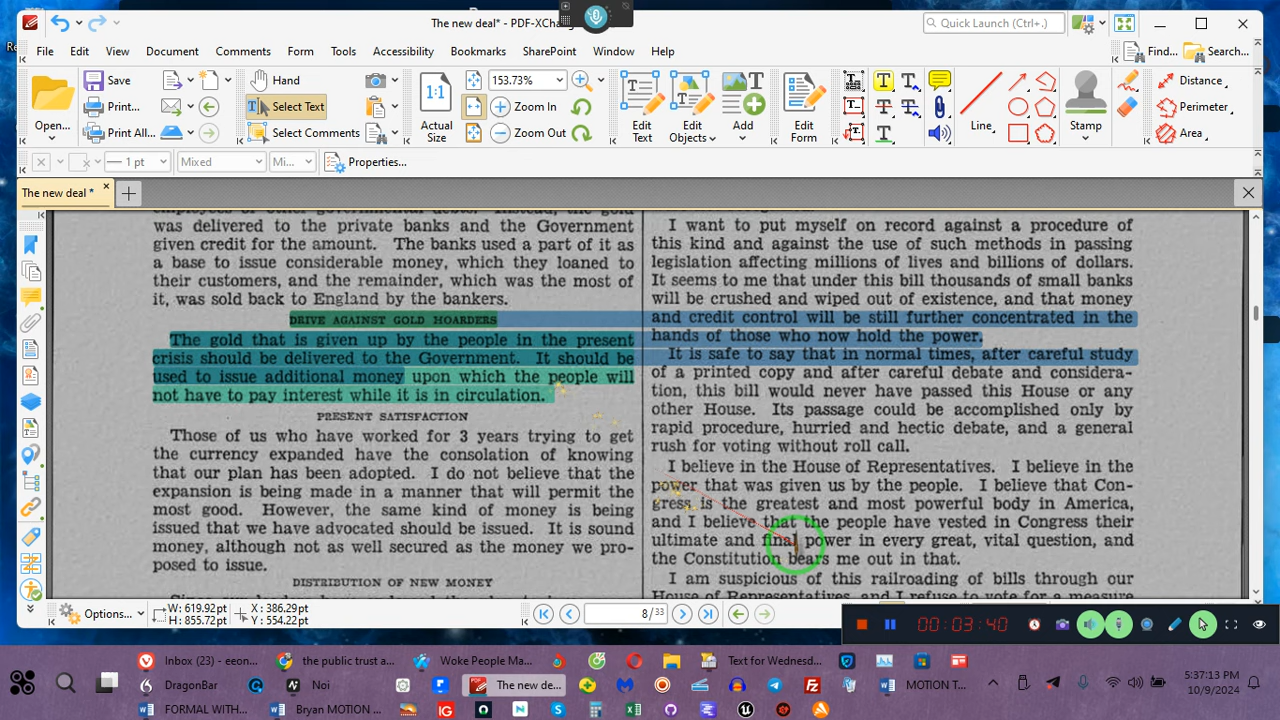 The new deal* - PDF-XChan
Quick Launch (Ctrl+.)
File Edit View Document Comments Form Tools Accessibility Bookmarks SharePoint Window Help
Find... Search...
Open...
Save
Print...
Print All...
Hand
Select Text
Select Comments
1:1
Actual Size
153.73%
Zoom In
Zoom Out
Edit Text
Edit Objects
Add
Edit Form
Line
Stamp
Distance
Perimeter
Area
1 pt Mixed Properties...
The new deal *
employees or other governmental debts. Instead, the gold
was delivered to the private banks and the Government
given credit for the amount. The banks used a part of it as
a base to issue considerable money, which they loaned to
their customers, and the remainder, which was the most of
it, was sold back to England by the bankers.
DRIVE AGAINST GOLD HOARDERS
The gold that is given up by the people in the present
crisis should be delivered to the Government. It should be
used to issue additional money upon which the people will
not have to pay interest while it is in circulation.
PRESENT SATISFACTION
Those of us who have worked for 3 years trying to get
the currency expanded have the consolation of knowing
that our plan has been adopted. I do not believe that the
expansion is being made in a manner that will permit the
most good. However, the same kind of money is being
issued that we have advocated should be issued. It is sound
money, although not as well secured as the money we pro-
posed to issue.
DISTRIBUTION OF NEW MONEY
I want to put myself on record against a procedure of
this kind and against the use of such methods in passing
legislation affecting millions of lives and billions of dollars.
It seems to me that under this bill thousands of small banks
will be crushed and wiped out of existence, and that money
and credit control will be still further concentrated in the
hands of those who now hold the power.
It is safe to say that in normal times, after careful study
of a printed copy and after careful debate and considera-
tion, this bill would never have passed this House or any
other House. Its passage could be accomplished only by
rapid procedure, hurried and hectic debate, and a general
rush for voting without roll call.
I believe in the House of Representatives. I believe in the
power that was given us by the people. I believe that Con-
gress is the greatest and most powerful body in America,
and I believe that the people have vested in Congress their
ultimate and final power in every great, vital question, and
the Constitution bears me out in that.
I am suspicious of this railroading of bills through our
House of Representatives, and I refuse to vote for a measure
Options...
W: 619.92pt
H: 855.72pt
X: 386.29pt
Y: 554.22pt
8 / 33
00:03:40
Inbox (23) - eeon... the public trust a... Woke People Ma... Text for Wednesd...
DragonBar Noi The new de... MOTION T...
FORMAL WITH... Bryan MOTION ...
5:37:13 PM
10/9/2024